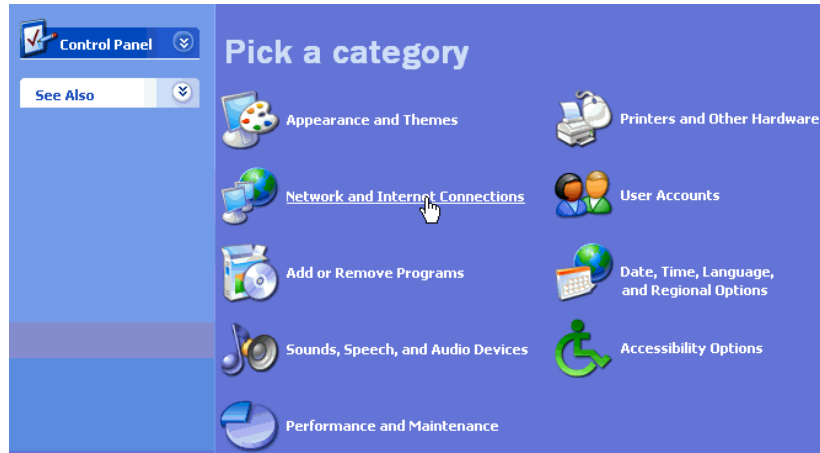 Control Panel
See Also
Pick a category
Appearance and Themes
Printers and Other Hardware
Network and Internet Connections
User Accounts
Add or Remove Programs
Date, Time, Language,
and Regional Options
Sounds, Speech, and Audio Devices
Accessibility Options
Performance and Maintenance